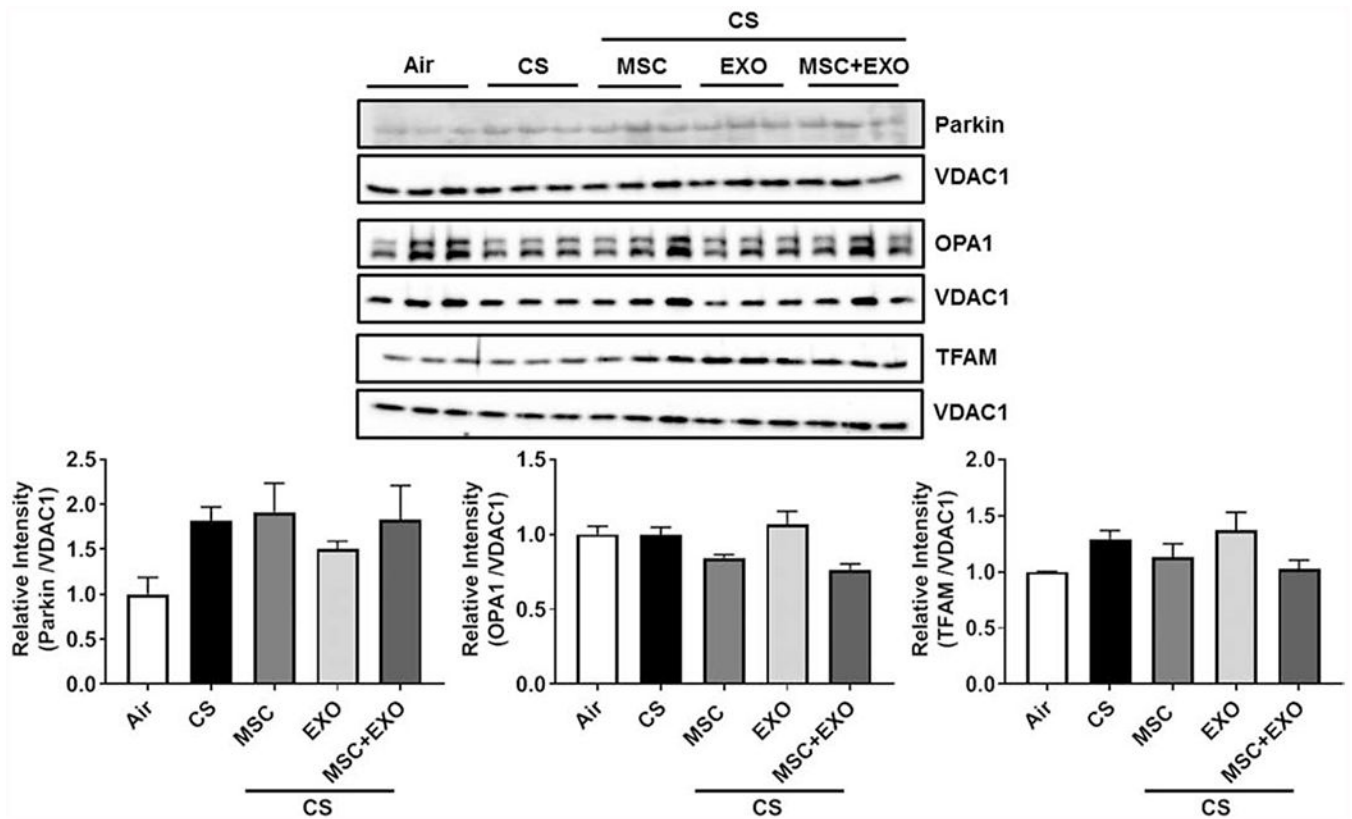 CS
Air CS MSC EXO MSC+EXO
Parkin
VDAC1
OPA1
VDAC1
TFAM
VDAC1
Relative Intensity
(Parkin /VDAC1)
2.5
2.0
1.5
1.0
0.5
0.0
Air CS MSC EXO MSC+EXO
CS
Relative Intensity
(OPA1 /VDAC1)
1.5
1.0
0.5
0.0
Air CS MSC EXO MSC+EXO
CS
Relative Intensity
(TFAM /VDAC1)
2.0
1.5
1.0
0.5
0.0
Air CS MSC EXO MSC+EXO
CS